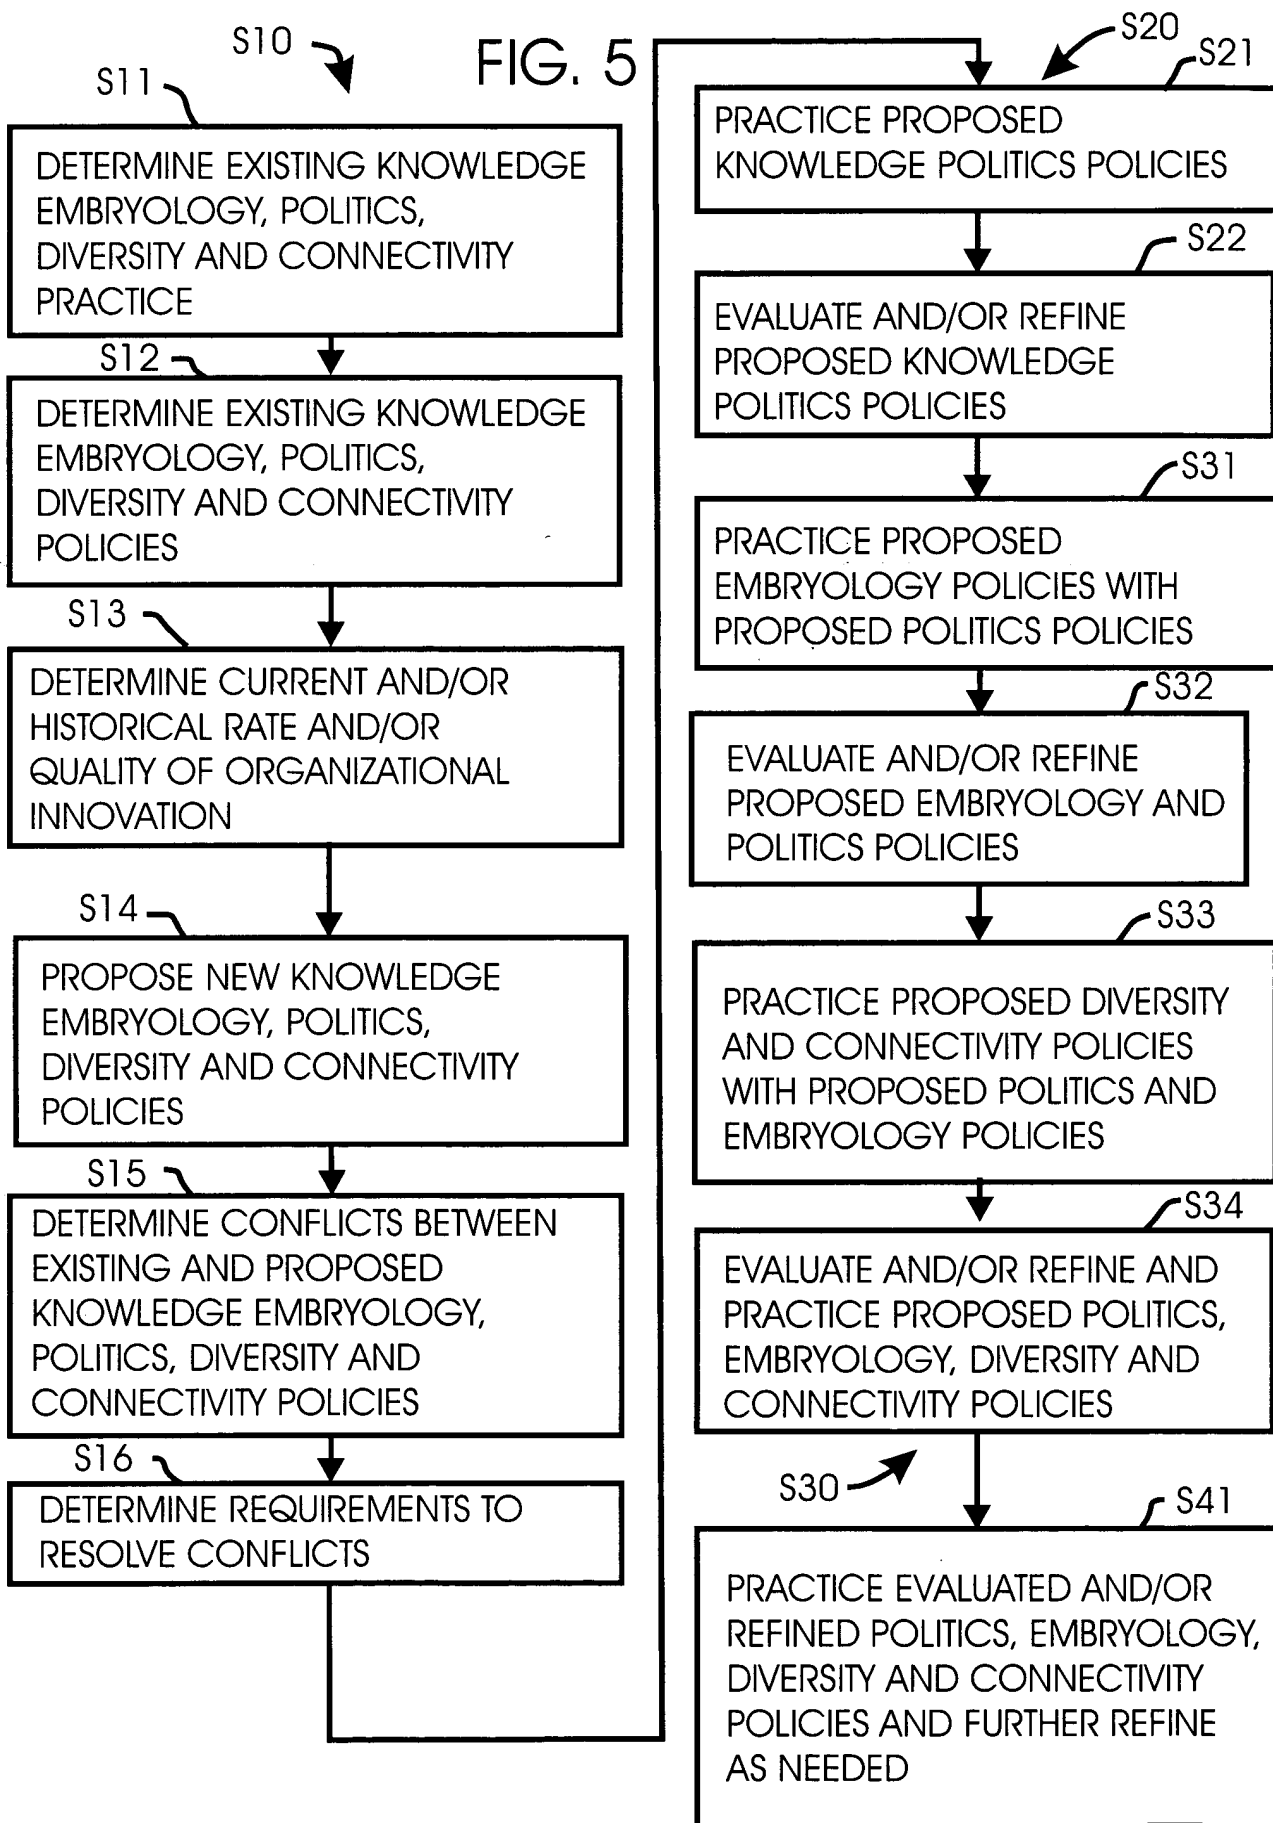 FIG. 5
S10
S11
DETERMINE EXISTING KNOWLEDGE
EMBRYOLOGY, POLITICS,
DIVERSITY AND CONNECTIVITY
PRACTICE
S12
DETERMINE EXISTING KNOWLEDGE
EMBRYOLOGY, POLITICS,
DIVERSITY AND CONNECTIVITY
POLICIES
S13
DETERMINE CURRENT AND/OR
HISTORICAL RATE AND/OR
QUALITY OF ORGANIZATIONAL
INNOVATION
S14
PROPOSE NEW KNOWLEDGE
EMBRYOLOGY, POLITICS,
DIVERSITY AND CONNECTIVITY
POLICIES
S15
DETERMINE CONFLICTS BETWEEN
EXISTING AND PROPOSED
KNOWLEDGE EMBRYOLOGY,
POLITICS, DIVERSITY AND
CONNECTIVITY POLICIES
S16
DETERMINE REQUIREMENTS TO
RESOLVE CONFLICTS
S20
S21
PRACTICE PROPOSED
KNOWLEDGE POLITICS POLICIES
S22
EVALUATE AND/OR REFINE
PROPOSED KNOWLEDGE
POLITICS POLICIES
S31
PRACTICE PROPOSED
EMBRYOLOGY POLICIES WITH
PROPOSED POLITICS POLICIES
S32
EVALUATE AND/OR REFINE
PROPOSED EMBRYOLOGY AND
POLITICS POLICIES
S33
PRACTICE PROPOSED DIVERSITY
AND CONNECTIVITY POLICIES
WITH PROPOSED POLITICS AND
EMBRYOLOGY POLICIES
S34
EVALUATE AND/OR REFINE AND
PRACTICE PROPOSED POLITICS,
EMBRYOLOGY, DIVERSITY AND
CONNECTIVITY POLICIES
S30
S41
PRACTICE EVALUATED AND/OR
REFINED POLITICS, EMBRYOLOGY,
DIVERSITY AND CONNECTIVITY
POLICIES AND FURTHER REFINE
AS NEEDED